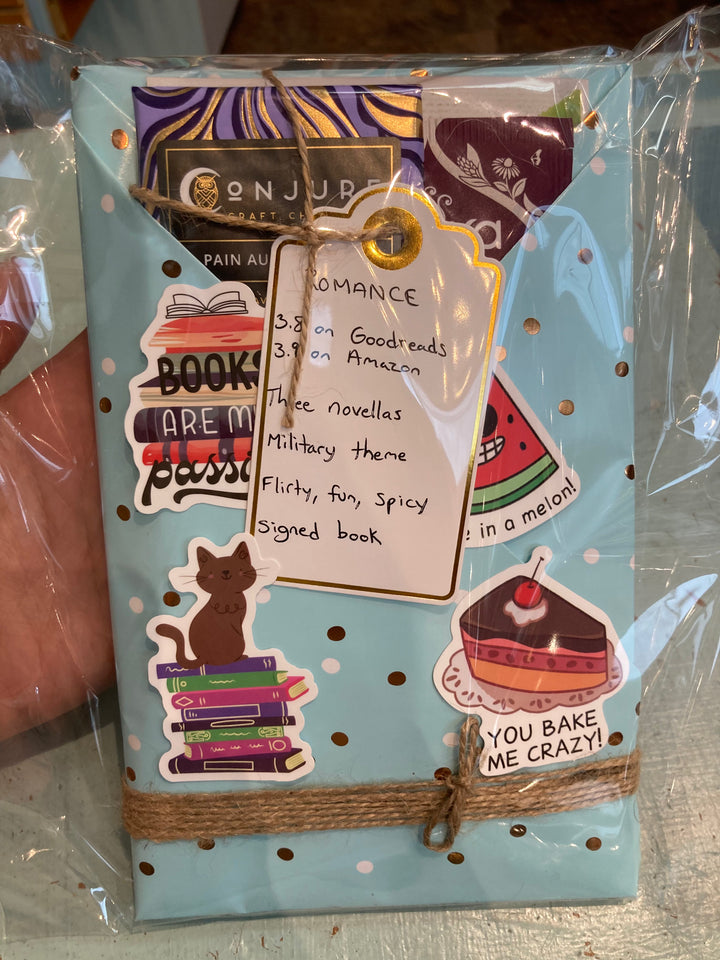 CONJURE
CRAFT CH
PAIN AU
ROMANCE
3.8 on Goodreads
3.9 on Amazon
Three novellas
Military theme
Flirty, fun, spicy
signed book
BOOKS
ARE M
passi
e in a melon!
YOU BAKE
ME CRAZY!